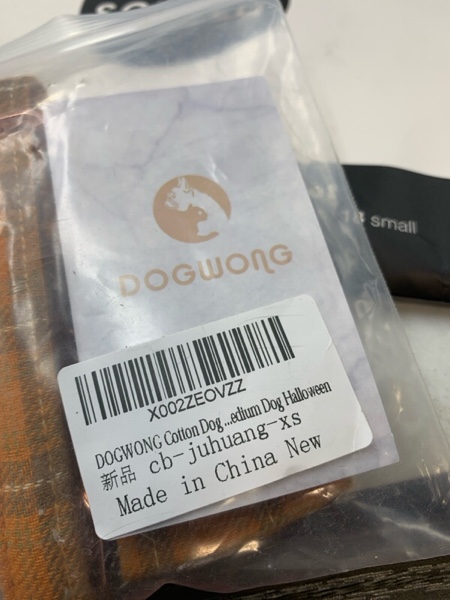 small
DOGWONG
X002ZEOVZZ
DOGWONG Cotton Dog ...edium Dog Halloween
新品 cb-juhuang-xs
Made in China New